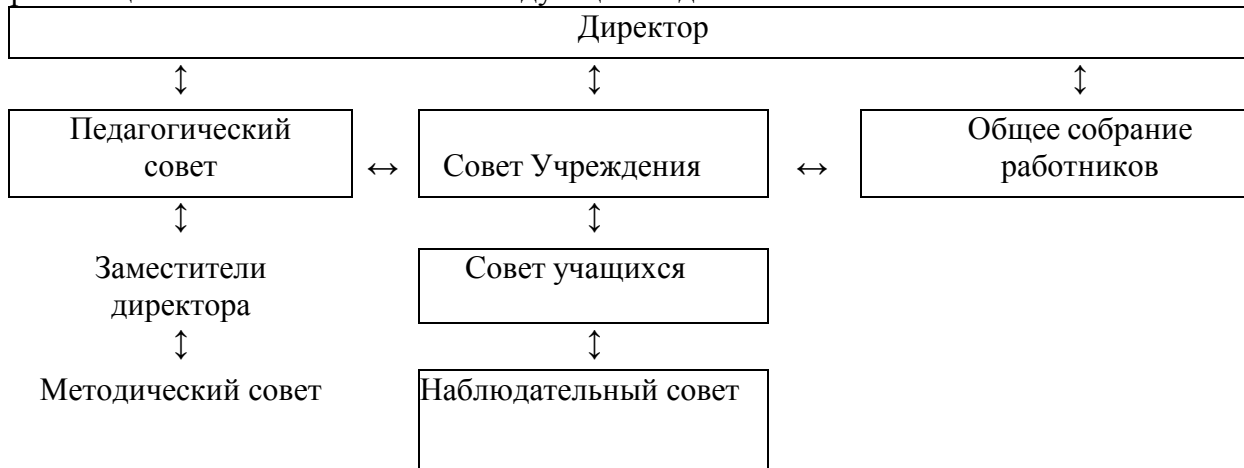 Директор
↕ ↕ ↕
Педагогический совет ↔ Совет Учреждения ↔ Общее собрание работников
↕ ↕
Заместители директора Совет учащихся
↕ ↕
Методический совет Наблюдательный совет